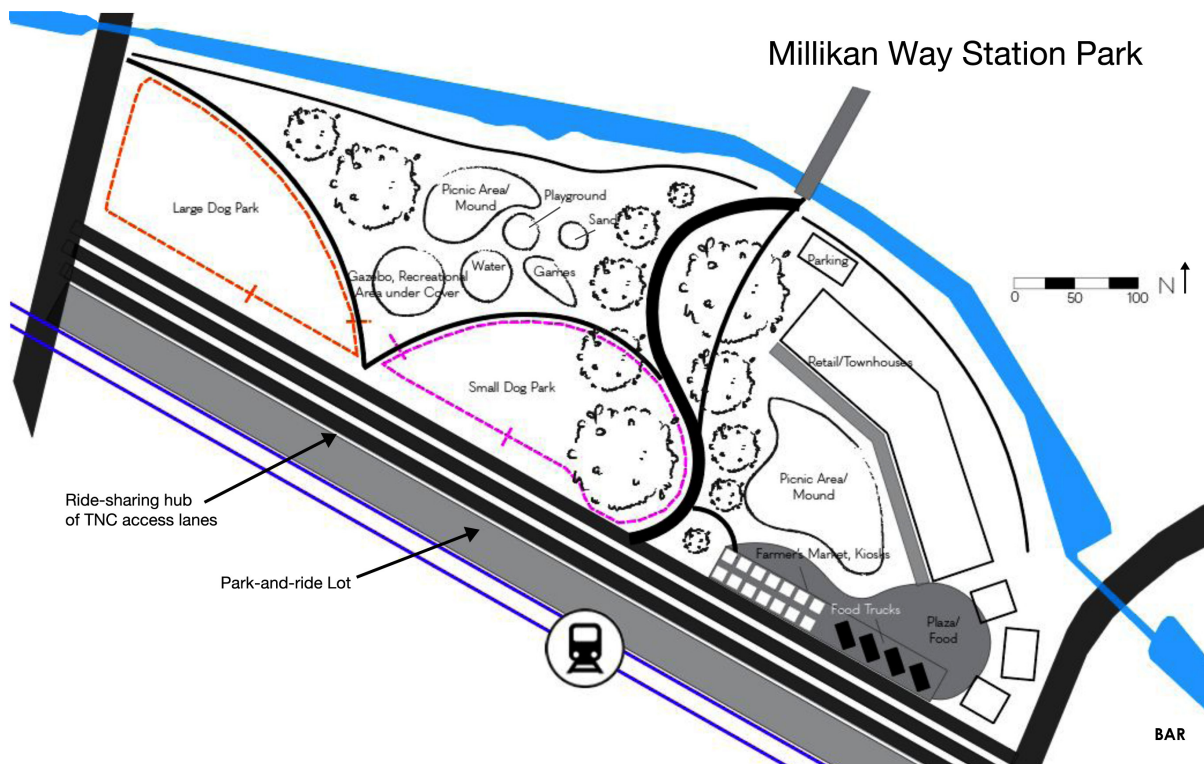 Millikan Way Station Park
Picnic Area/
Mound
Playground
Sand
Large Dog Park
Gazebo, Recreational
Area under Cover
Water
Games
Parking
0
50
100
N
Retail/Townhouses
Small Dog Park
Picnic Area/
Mound
Ride-sharing hub
of TNC access lanes
Park-and-ride Lot
Farmer's Market, Kiosks
Food Trucks
Plaza/
Food
BAR